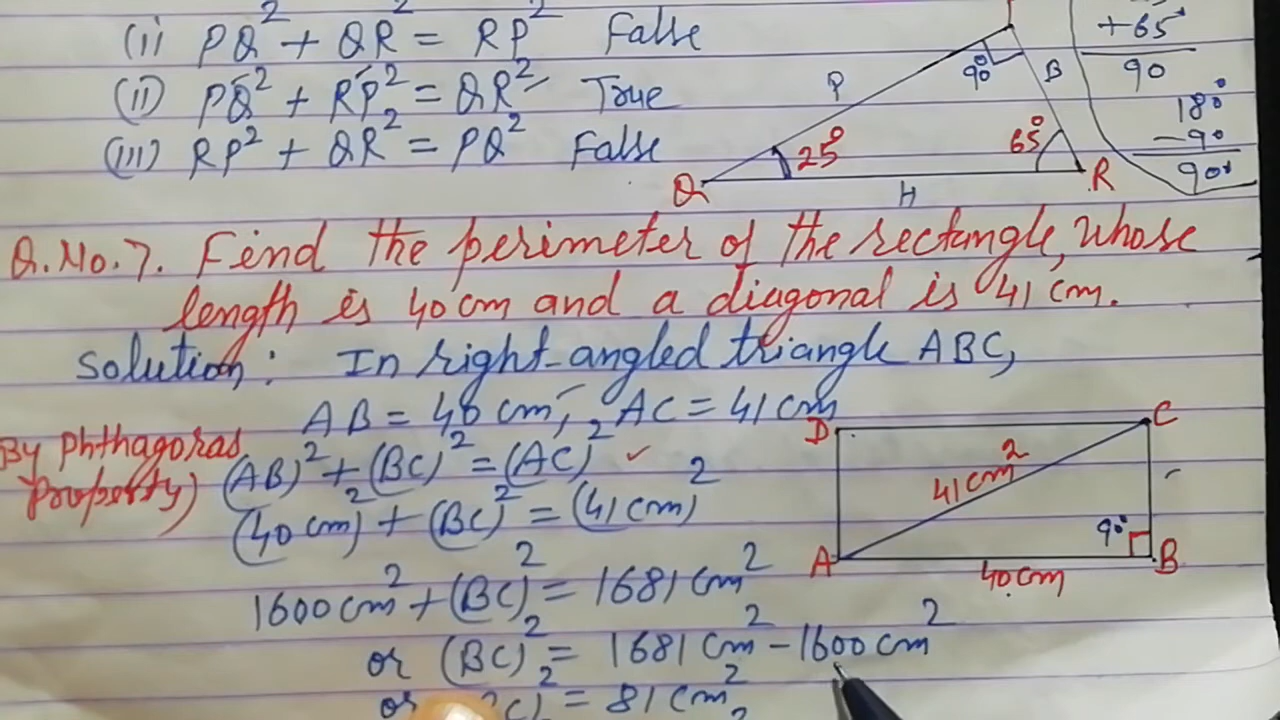 (i) PQ² + QR² = RP² False
(ii) PQ² + RP² = QR² True
(iii) RP² + QR² = PQ² False
P
90°
B
25°
65°
Q
H
R
+65°
90
180°
-90
90°
Q.No.7. Find the perimeter of the rectangle, whose
length is 40 cm and a diagonal is 41 cm.
Solution: In right-angled triangle ABC,
AB = 40 cm, AC = 41 cm
By Phthagoras
Property)
(AB)² + (BC)² = (AC)² ✓
(40 cm)² + (BC)² = (41 cm)²
1600 cm² + (BC)² = 1681 cm²
or (BC)² = 1681 cm² - 1600 cm²
or C)² = 81 cm²
D
C
41 cm²
90°
A
B
40 cm